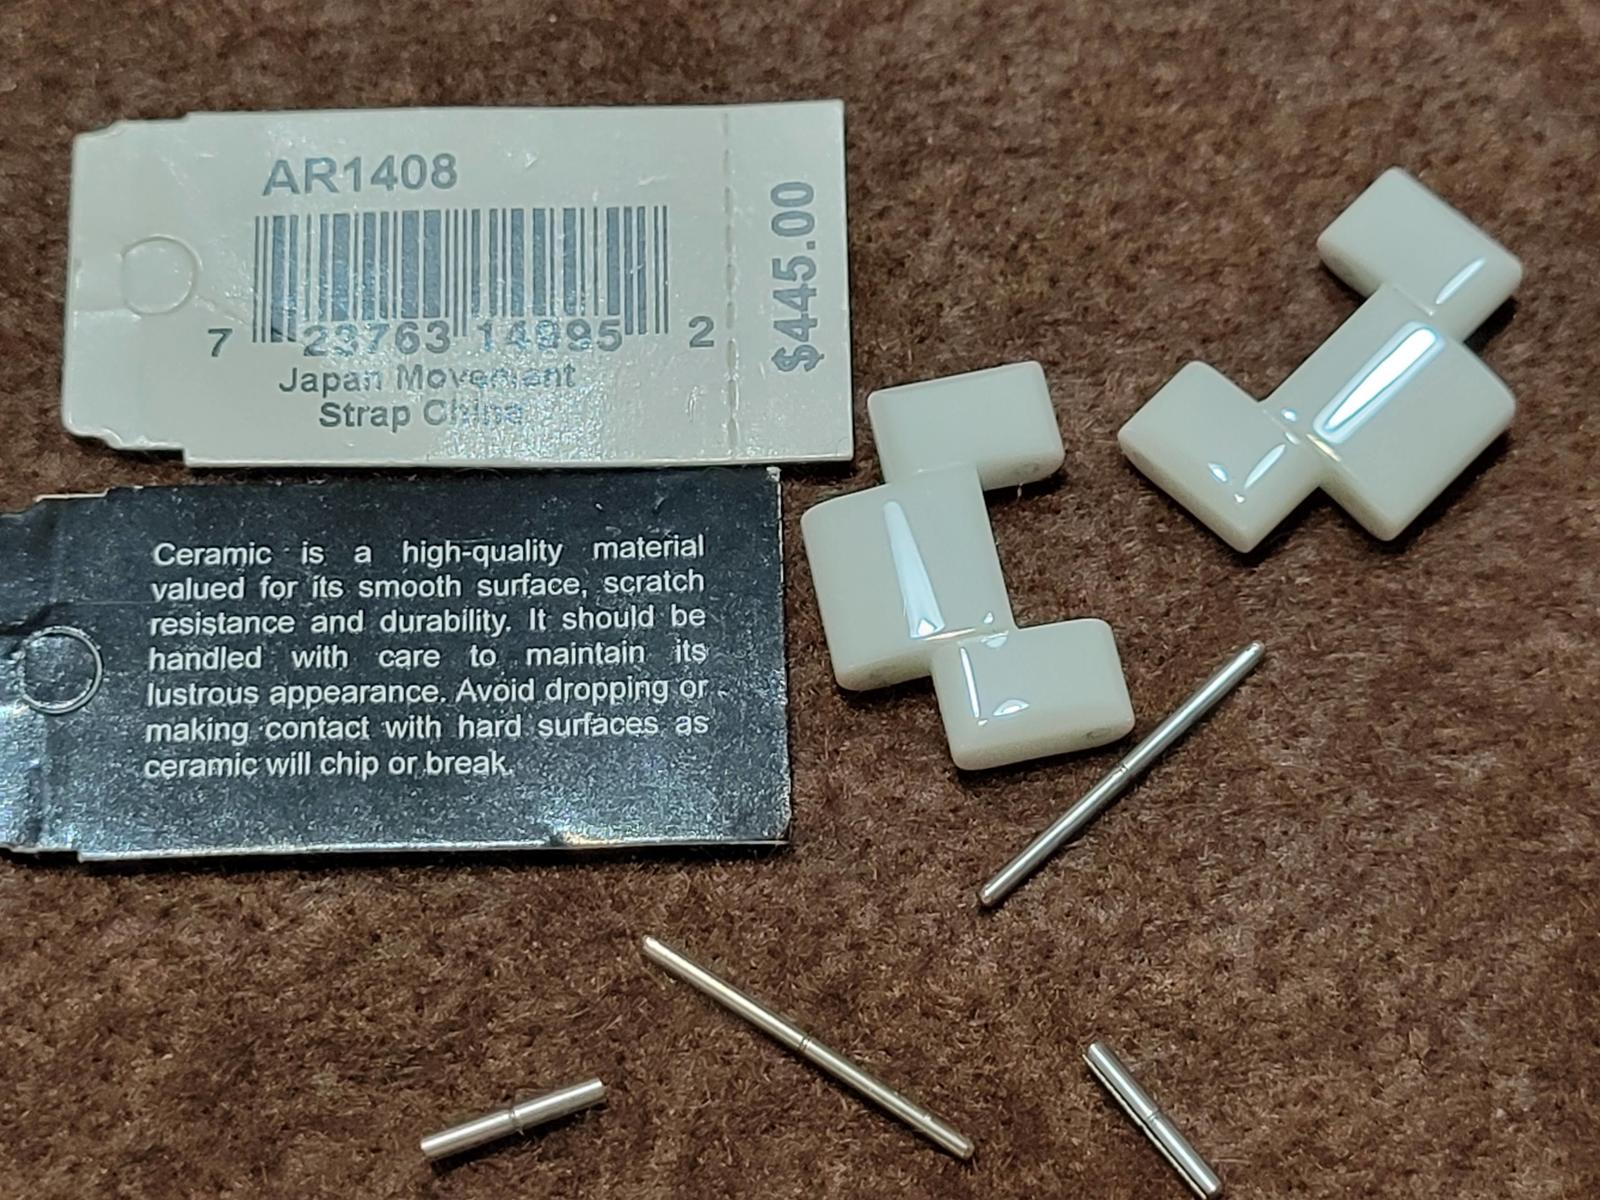 AR1408
$445.00
7 23763 14895 2
Japan Movement
Strap China
Ceramic is a high-quality material
valued for its smooth surface, scratch
resistance and durability. It should be
handled with care to maintain its
lustrous appearance. Avoid dropping or
making contact with hard surfaces as
ceramic will chip or break.